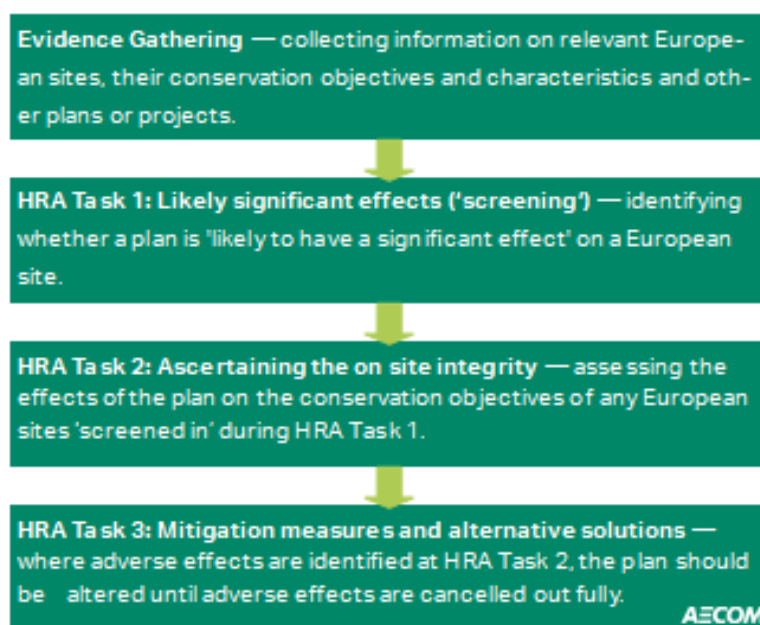 Evidence Gathering — collecting information on relevant Europe-
an sites, their conservation objectives and characteristics and oth-
er plans or projects.
HRA Task 1: Likely significant effects ('screening') — identifying
whether a plan is 'likely to have a significant effect' on a European
site.
HRA Task 2: Ascertaining the on site integrity — assessing the
effects of the plan on the conservation objectives of any European
sites 'screened in' during HRA Task 1.
HRA Task 3: Mitigation measures and alternative solutions —
where adverse effects are identified at HRA Task 2, the plan should
be altered until adverse effects are cancelled out fully.
AECOM